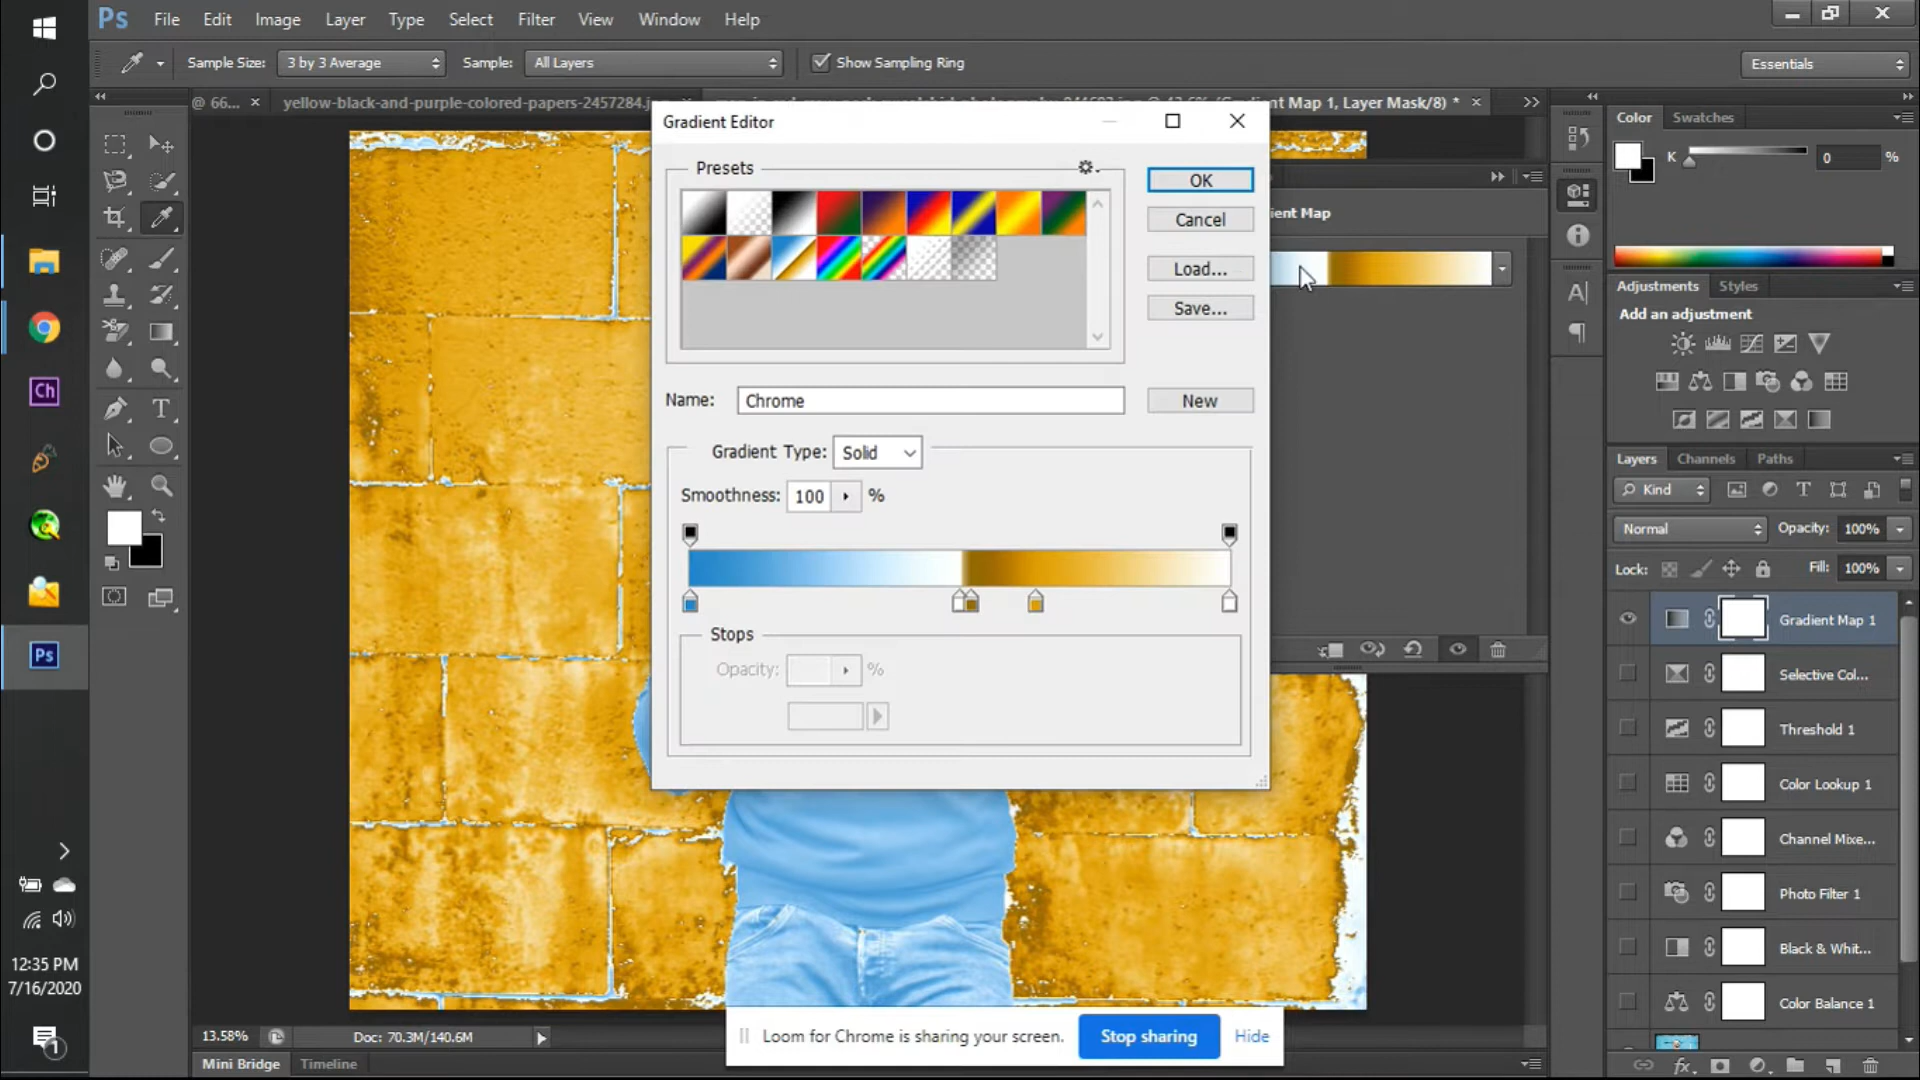 Ps File Edit Image Layer Type Select Filter View Window Help
Sample Size: 3 by 3 Average Sample: All Layers Show Sampling Ring Essentials
@ 66... × yellow-black-and-purple-colored-papers-2457284.j
(Gradient Map 1, Layer Mask/8) * ×
Gradient Editor
Presets
OK
Cancel
Load...
Save...
Name: Chrome New
Gradient Type: Solid
Smoothness: 100 %
Stops
Opacity: %
ient Map
Color Swatches
K 0 %
Adjustments Styles
Add an adjustment
Layers Channels Paths
Kind
Normal Opacity: 100%
Lock: Fill: 100%
Gradient Map 1
Selective Col...
Threshold 1
Color Lookup 1
Channel Mixe...
Photo Filter 1
Black & Whit...
Color Balance 1
Ch
Ps
12:35 PM
7/16/2020
1
13.58% Doc: 70.3M/140.6M
Loom for Chrome is sharing your screen. Stop sharing Hide
Mini Bridge Timeline